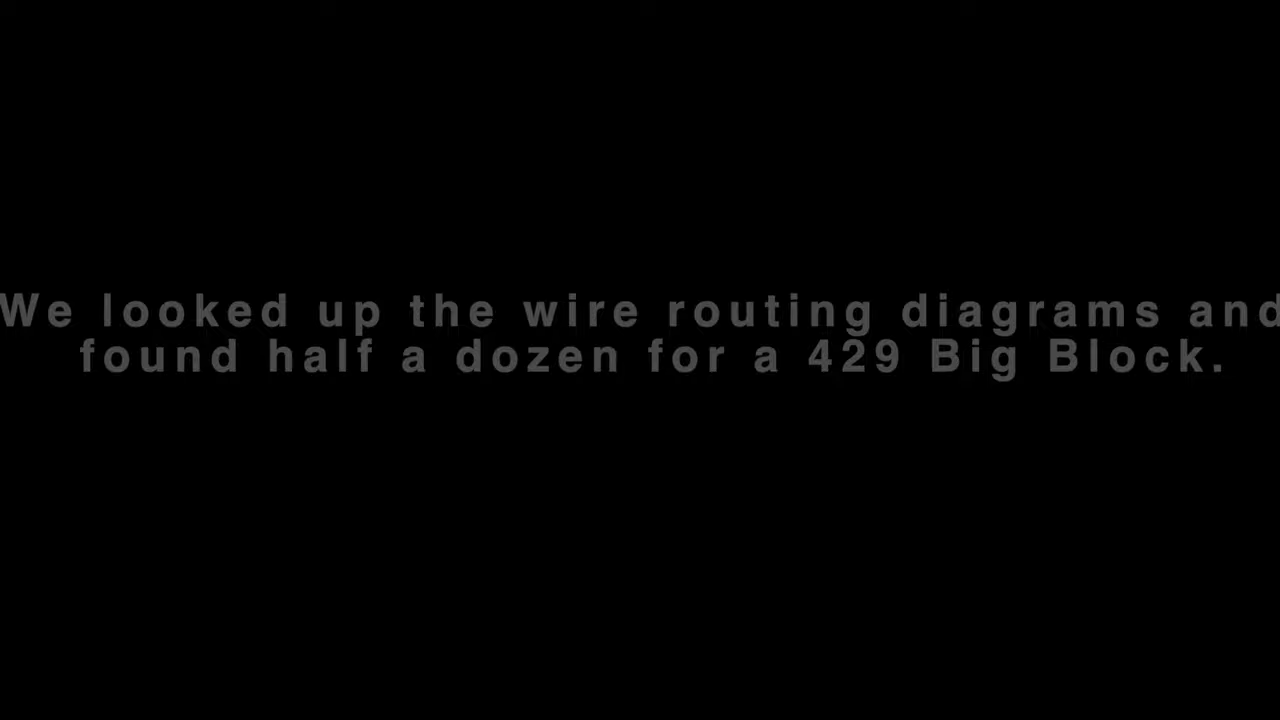 We looked up the wire routing diagrams and
found half a dozen for a 429 Big Block.